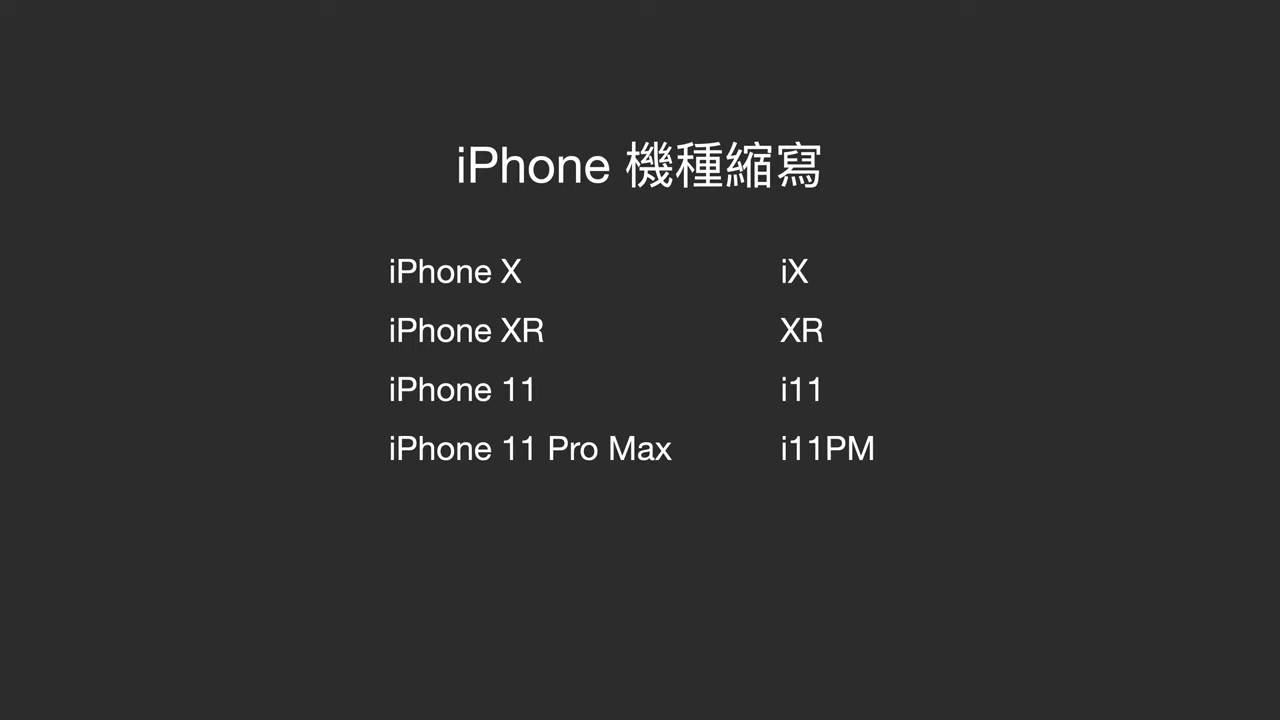 iPhone 機種縮寫
iPhone X iX
iPhone XR XR
iPhone 11 i11
iPhone 11 Pro Max i11PM